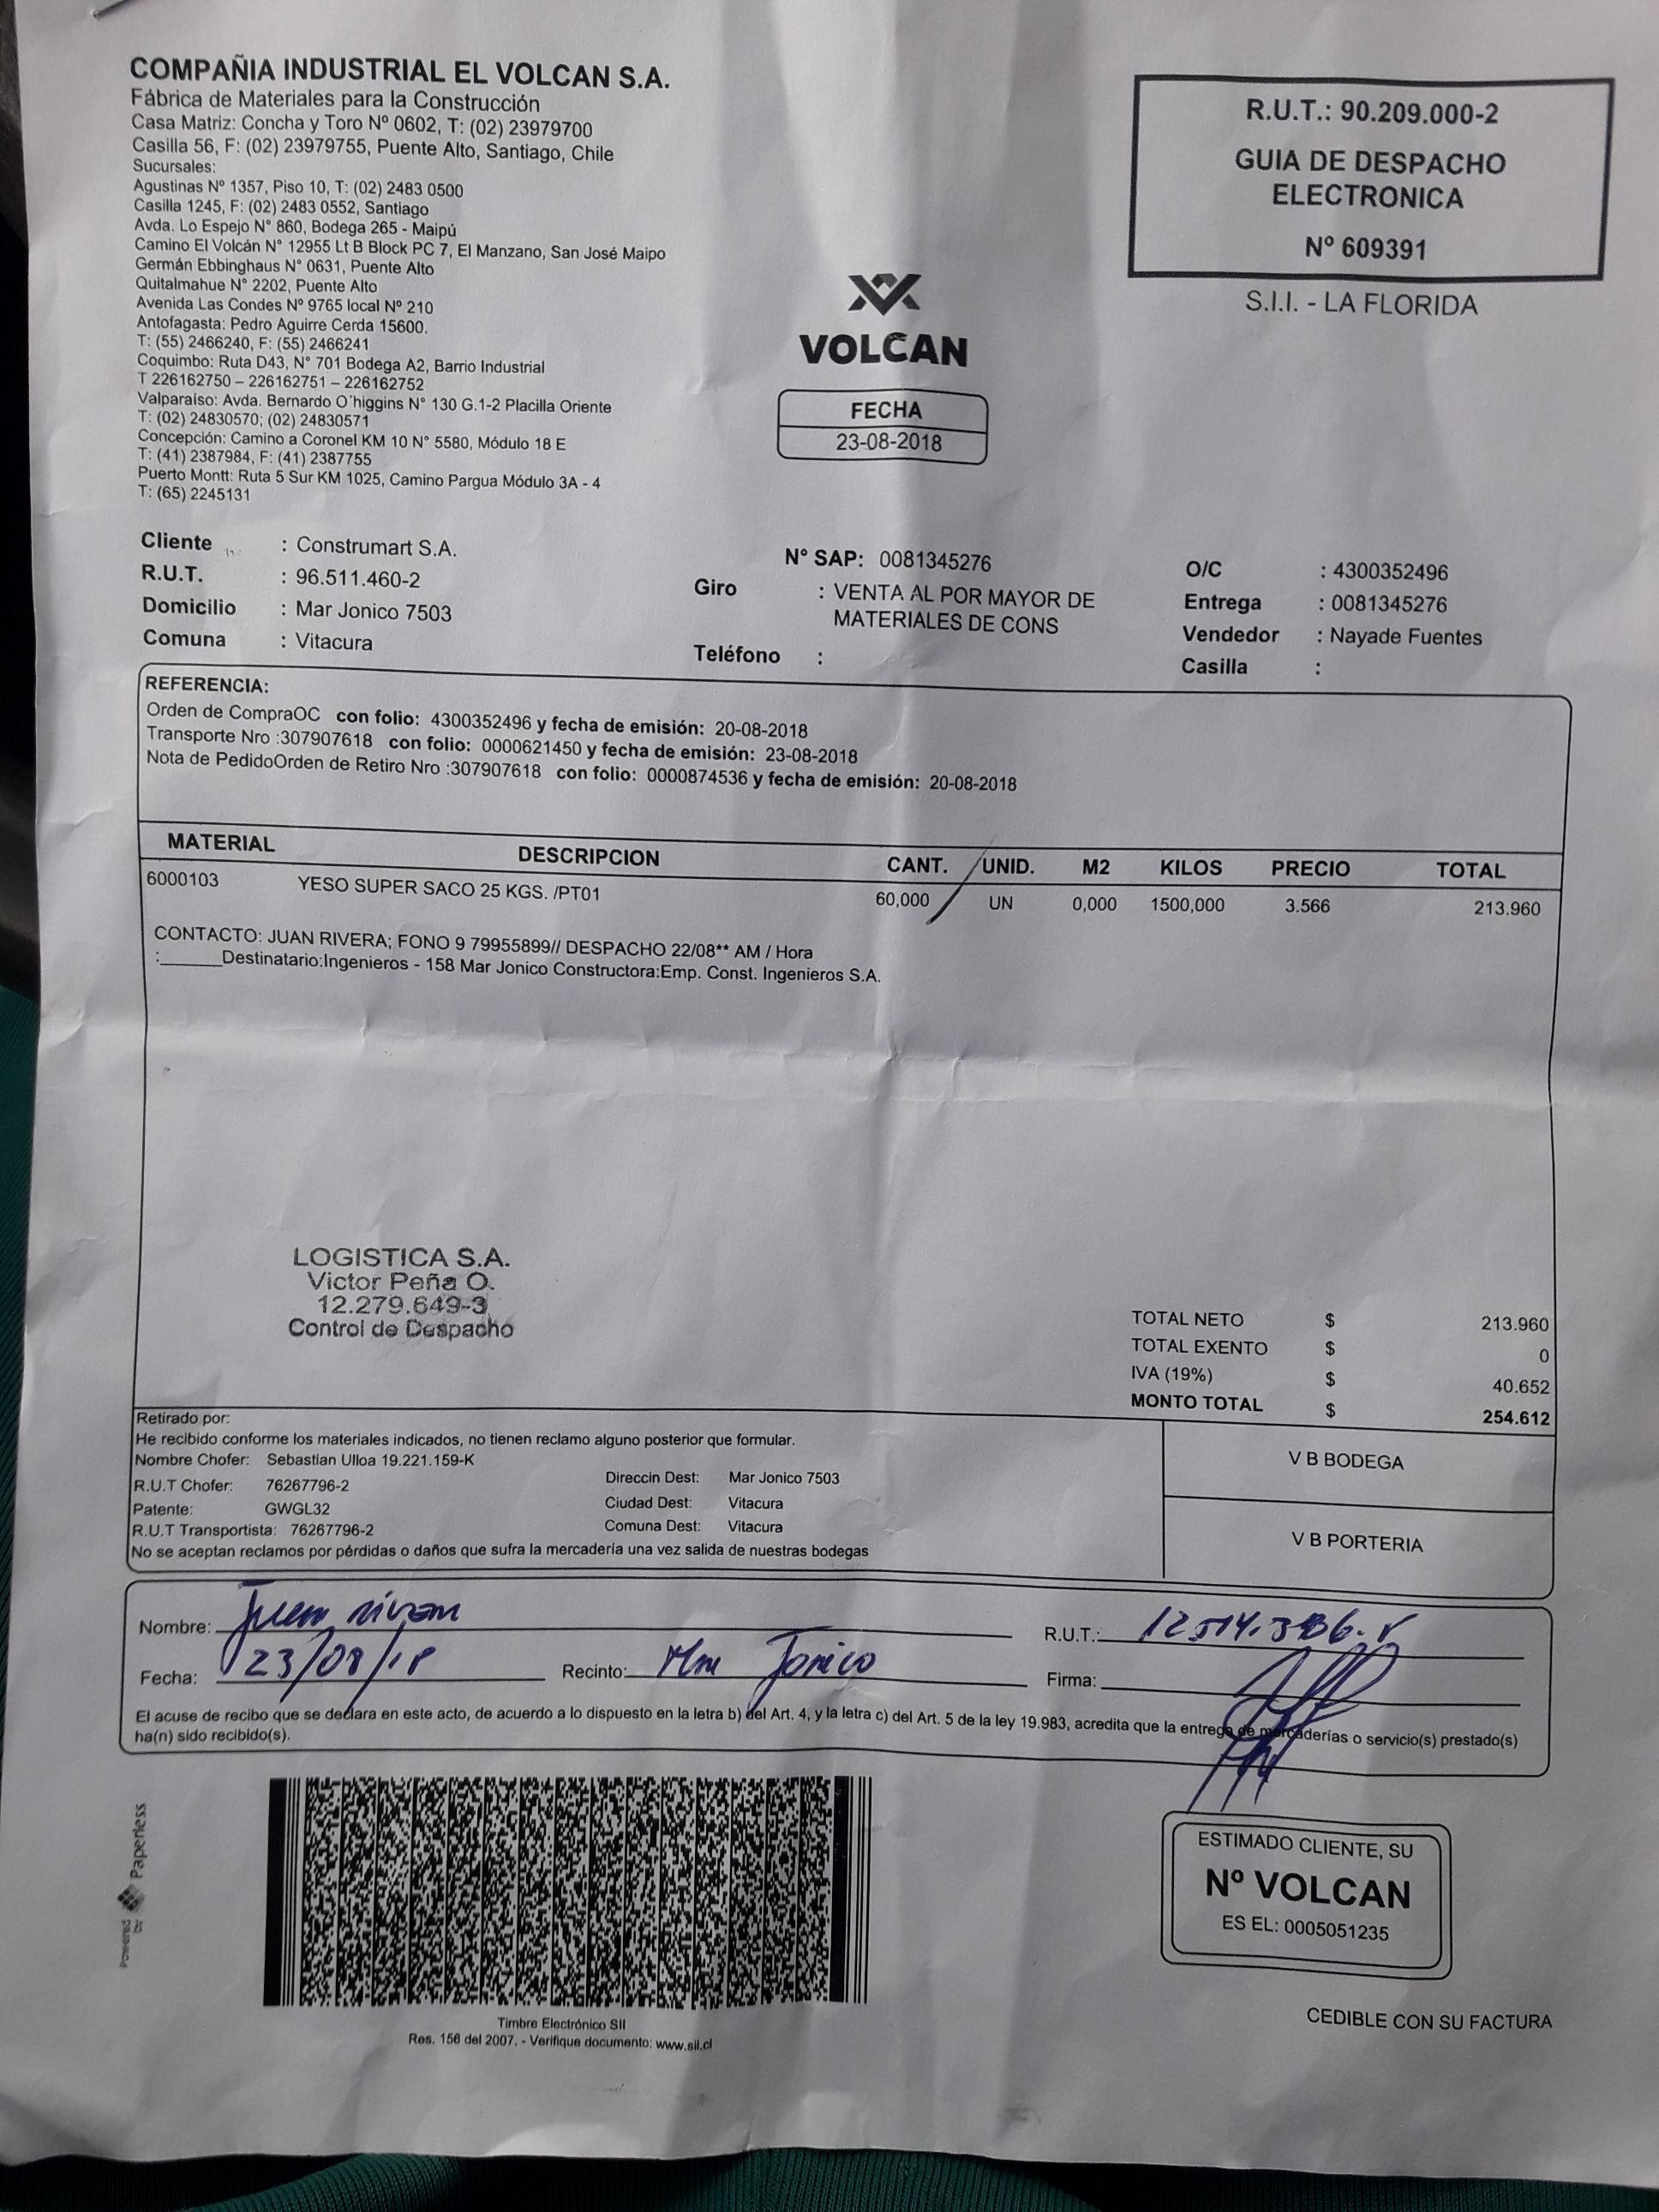 COMPAÑIA INDUSTRIAL EL VOLCAN S.A.
Fábrica de Materiales para la Construcción
Casa Matriz: Concha y Toro Nº 0602, T: (02) 23979700
Casilla 56, F: (02) 23979755, Puente Alto, Santiago, Chile
Sucursales:
Agustinas Nº 1357, Piso 10, T: (02) 2483 0500
Casilla 1245, F: (02) 2483 0552, Santiago
Avda. Lo Espejo N° 860, Bodega 265 - Maipú
Camino El Volcán N° 12955 Lt B Block PC 7, El Manzano, San José Maipo
Germán Ebbinghaus N° 0631, Puente Alto
Quitalmahue N° 2202, Puente Alto
Avenida Las Condes Nº 9765 local Nº 210
Antofagasta: Pedro Aguirre Cerda 15600.
T: (55) 2466240, F: (55) 2466241
Coquimbo: Ruta D43, N° 701 Bodega A2, Barrio Industrial
T 226162750 – 226162751 – 226162752
Valparaíso: Avda. Bernardo O´higgins N° 130 G.1-2 Placilla Oriente
T: (02) 24830570; (02) 24830571
Concepción: Camino a Coronel KM 10 N° 5580, Módulo 18 E
T: (41) 2387984, F: (41) 2387755
Puerto Montt: Ruta 5 Sur KM 1025, Camino Pargua Módulo 3A - 4
T: (65) 2245131
VOLCAN
FECHA
23-08-2018
R.U.T.: 90.209.000-2
GUIA DE DESPACHO
ELECTRONICA
Nº 609391
S.I.I. - LA FLORIDA
Cliente : Construmart S.A.
R.U.T. : 96.511.460-2
Domicilio : Mar Jonico 7503
Comuna : Vitacura
N° SAP: 0081345276
Giro : VENTA AL POR MAYOR DE
MATERIALES DE CONS
Teléfono :
O/C : 4300352496
Entrega : 0081345276
Vendedor : Nayade Fuentes
Casilla :
REFERENCIA:
Orden de CompraOC con folio: 4300352496 y fecha de emisión: 20-08-2018
Transporte Nro :307907618 con folio: 0000621450 y fecha de emisión: 23-08-2018
Nota de PedidoOrden de Retiro Nro :307907618 con folio: 0000874536 y fecha de emisión: 20-08-2018
MATERIAL DESCRIPCION CANT. UNID. M2 KILOS PRECIO TOTAL
6000103 YESO SUPER SACO 25 KGS. /PT01 60,000 UN 0,000 1500,000 3.566 213.960
CONTACTO: JUAN RIVERA; FONO 9 79955899// DESPACHO 22/08** AM / Hora
:______Destinatario:Ingenieros - 158 Mar Jonico Constructora:Emp. Const. Ingenieros S.A.
LOGISTICA S.A.
Victor Peña O.
12.279.649-3
Control de Despacho
TOTAL NETO $ 213.960
TOTAL EXENTO $ 0
IVA (19%) $ 40.652
MONTO TOTAL $ 254.612
Retirado por:
He recibido conforme los materiales indicados, no tienen reclamo alguno posterior que formular.
Nombre Chofer: Sebastian Ulloa 19.221.159-K
R.U.T Chofer: 76267796-2 Direccin Dest: Mar Jonico 7503
Patente: GWGL32 Ciudad Dest: Vitacura
R.U.T Transportista: 76267796-2 Comuna Dest: Vitacura
No se aceptan reclamos por pérdidas o daños que sufra la mercadería una vez salida de nuestras bodegas
V B BODEGA
V B PORTERIA
Nombre: Juan rivera R.U.T.:
Fecha: 23/08/18 Recinto: Mar Jonico Firma:
El acuse de recibo que se declara en este acto, de acuerdo a lo dispuesto en la letra b) del Art. 4, y la letra c) del Art. 5 de la ley 19.983, acredita que la entrega de mercaderías o servicio(s) prestado(s)
ha(n) sido recibido(s).
Powered by Paperless
Timbre Electrónico SII
Res. 156 del 2007. - Verifique documento: www.sii.cl
ESTIMADO CLIENTE, SU
Nº VOLCAN
ES EL: 0005051235
CEDIBLE CON SU FACTURA